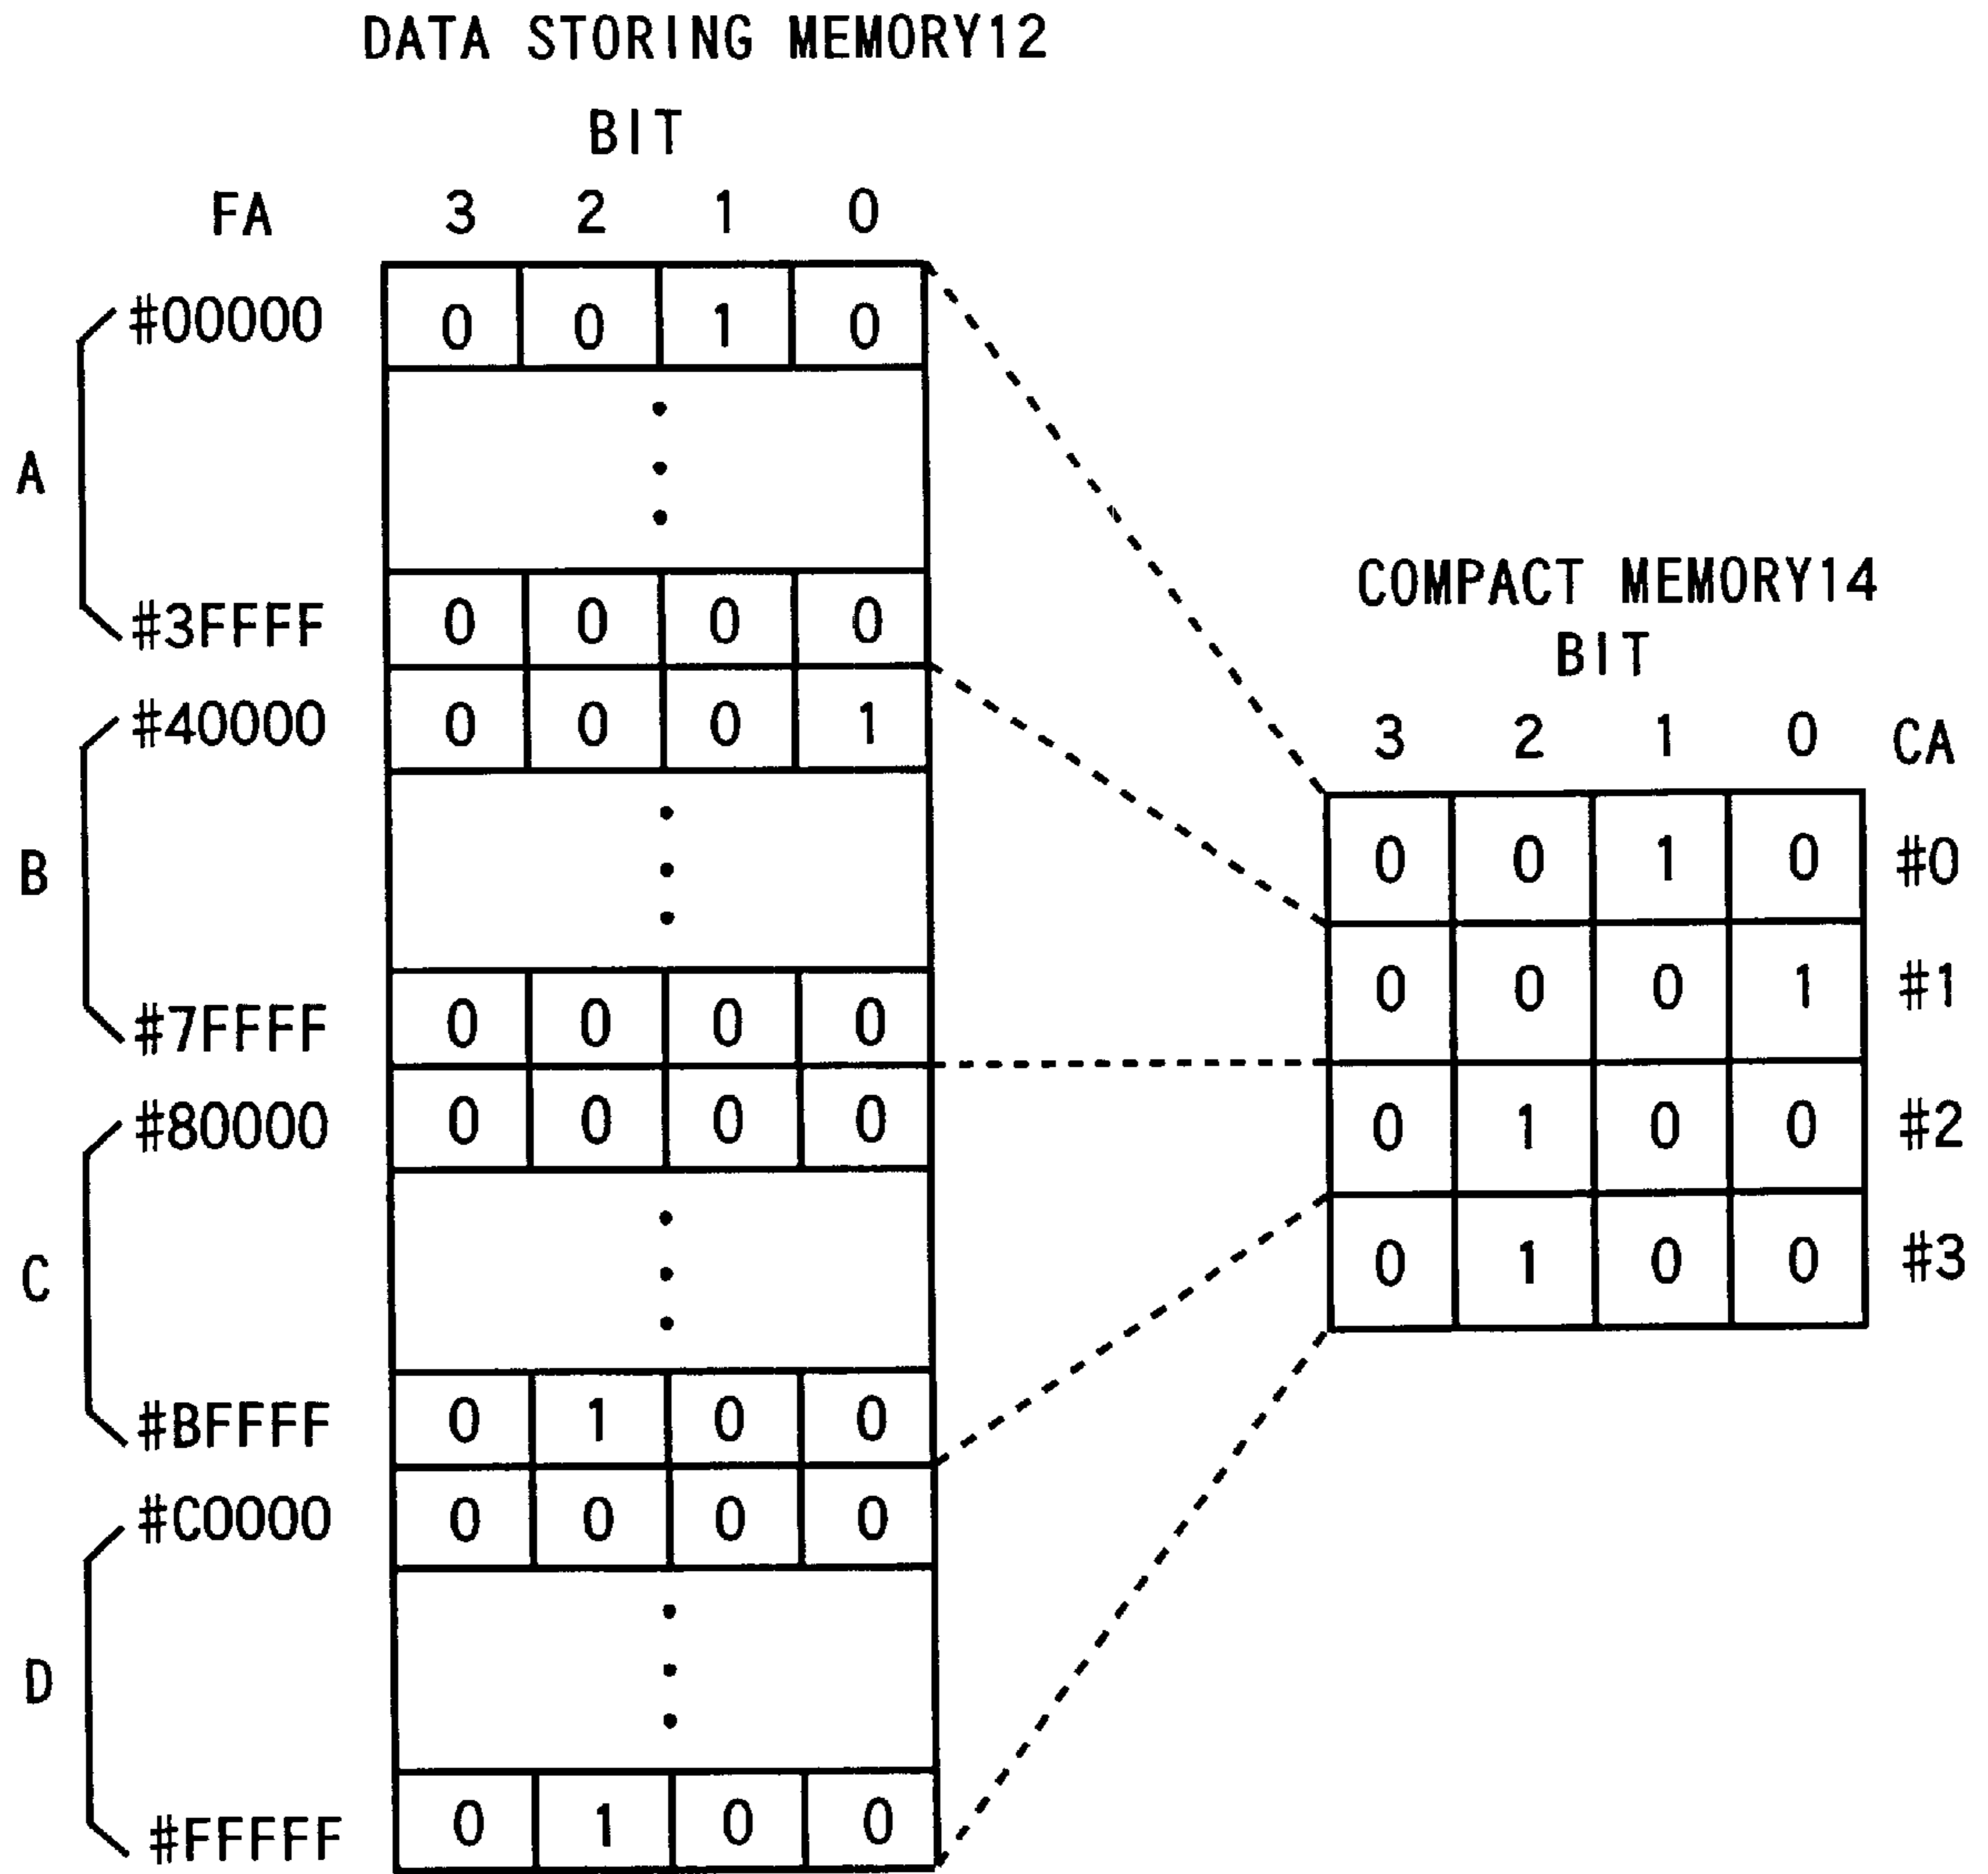 DATA STORING MEMORY12
BIT
FA 3 2 1 0
#00000 0 0 1 0
A
#3FFFF 0 0 0 0
#40000 0 0 0 1
B
#7FFFF 0 0 0 0
#80000 0 0 0 0
C
#BFFFF 0 1 0 0
#C0000 0 0 0 0
D
#FFFFF 0 1 0 0
COMPACT MEMORY14
BIT
3 2 1 0 CA
0 0 1 0 #0
0 0 0 1 #1
0 1 0 0 #2
0 1 0 0 #3